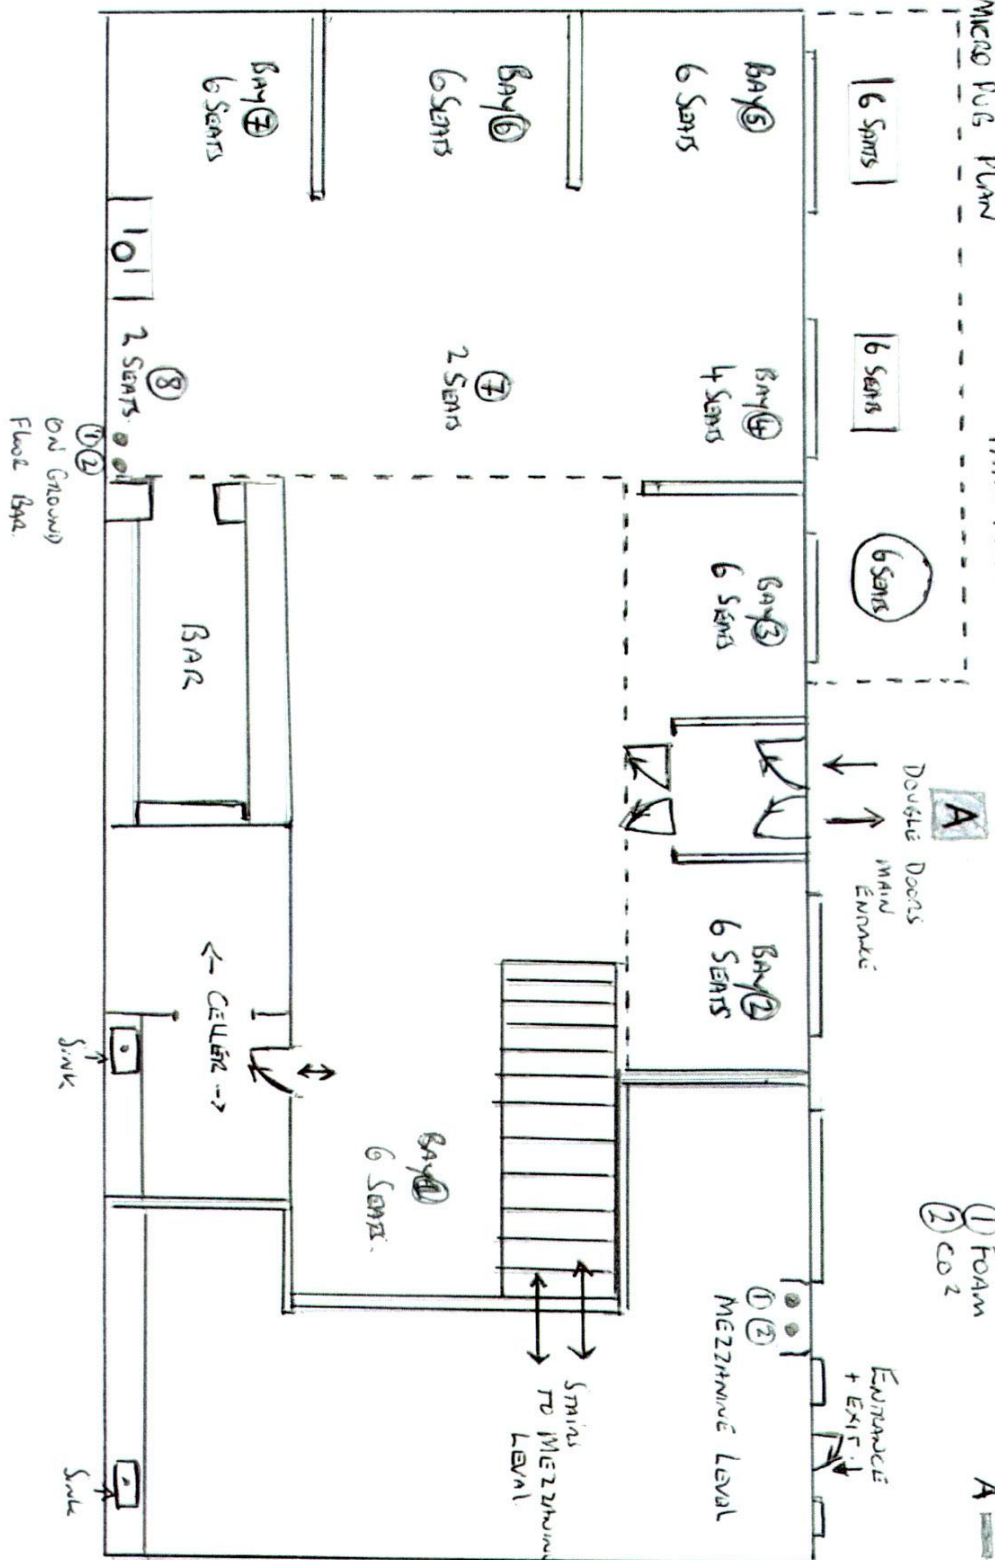 MICRO PUB PLAN
6 SEATS
6 SEATS
6 SEATS
A
DOUBLE DOORS
MAIN
ENTRANCE
① FOAM
② CO2
ENTRANCE
+ EXIT
A
BAY ⑤
6 SEATS
BAY ⑥
6 SEATS
BAY ⑦
6 SEATS
BAY ④
4 SEATS
⑦
2 SEATS
⑧
2 SEATS.
① ②
ON GROUND
FLOOR BAR.
BAY ③
6 SEATS
BAR
BAY ②
6 SEATS
<- CELLER ->
SINK
BAY ①
6 SEATS.
① ②
MEZZANINE LEVAL
STAIRS
TO MEZZANINE
LEVAL.
SINK